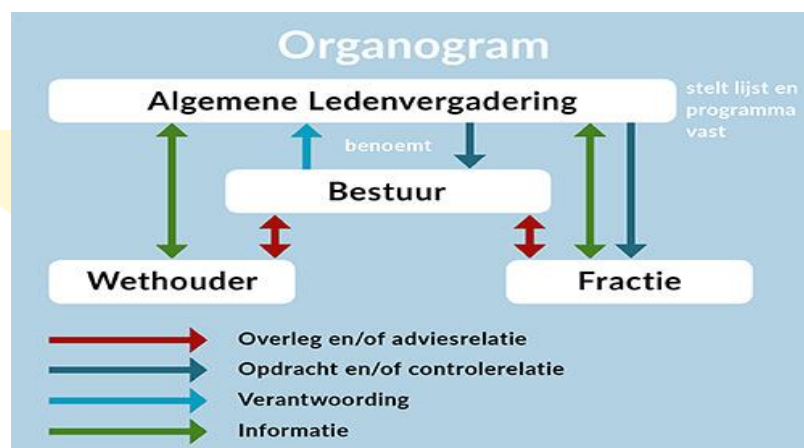 Organogram
Algemene Ledenvergadering
stelt lijst en
programma
vast
benoemt
Bestuur
Wethouder
Fractie
Overleg en/of adviesrelatie
Opdracht en/of controlerelatie
Verantwoording
Informatie